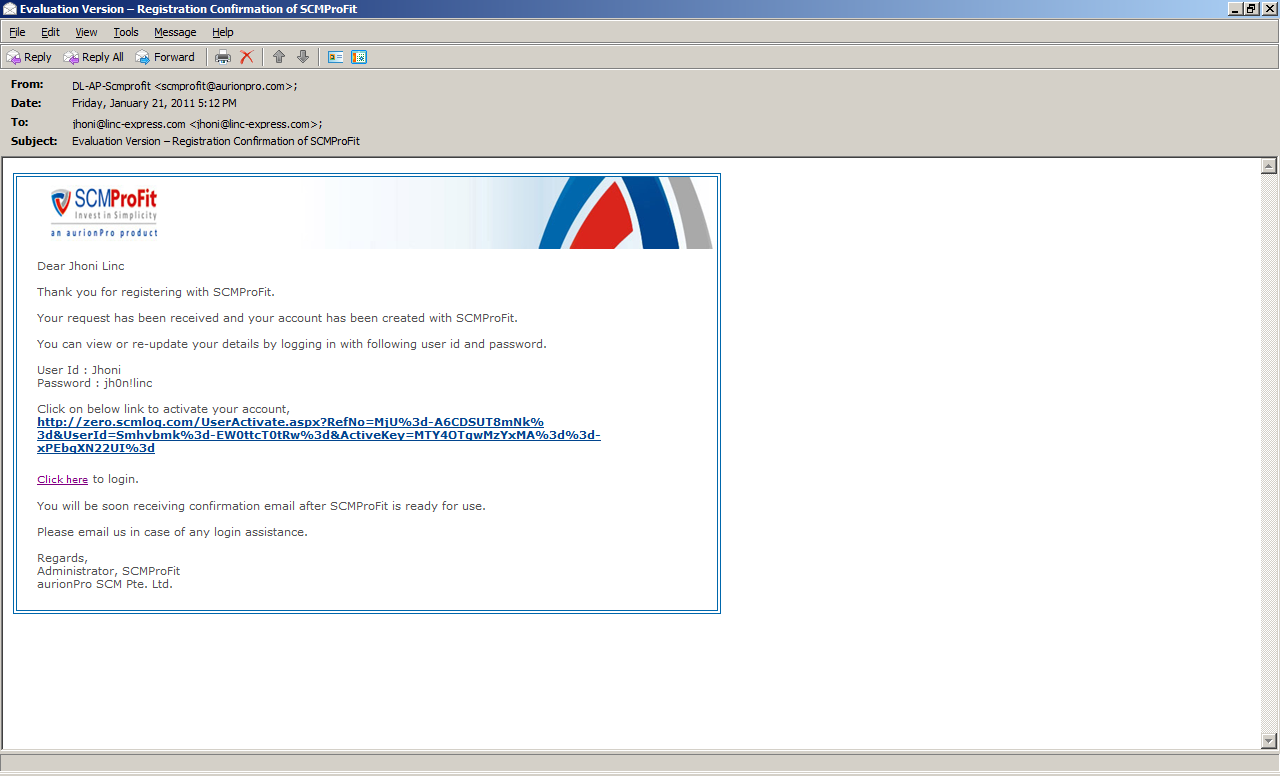 Evaluation Version – Registration Confirmation of SCMProFit
File Edit View Tools Message Help
Reply Reply All Forward
From: DL-AP-Scmprofit <scmprofit@aurionpro.com>;
Date: Friday, January 21, 2011 5:12 PM
To: jhoni@linc-express.com <jhoni@linc-express.com>;
Subject: Evaluation Version – Registration Confirmation of SCMProFit
SCMProFit
Invest in Simplicity
an aurionPro product
Dear Jhoni Linc
Thank you for registering with SCMProFit.
Your request has been received and your account has been created with SCMProFit.
You can view or re-update your details by logging in with following user id and password.
User Id : Jhoni
Password : jh0n!linc
Click on below link to activate your account,
http://zero.scmloq.com/UserActivate.aspx?RefNo=MjU%3d-A6CDSUT8mNk%
3d&UserId=Smhvbmk%3d-EW0ttcT0tRw%3d&ActiveKey=MTY4OTgwMzYxMA%3d%3d-
xPEbgXN22UI%3d
Click here to login.
You will be soon receiving confirmation email after SCMProFit is ready for use.
Please email us in case of any login assistance.
Regards,
Administrator, SCMProFit
aurionPro SCM Pte. Ltd.